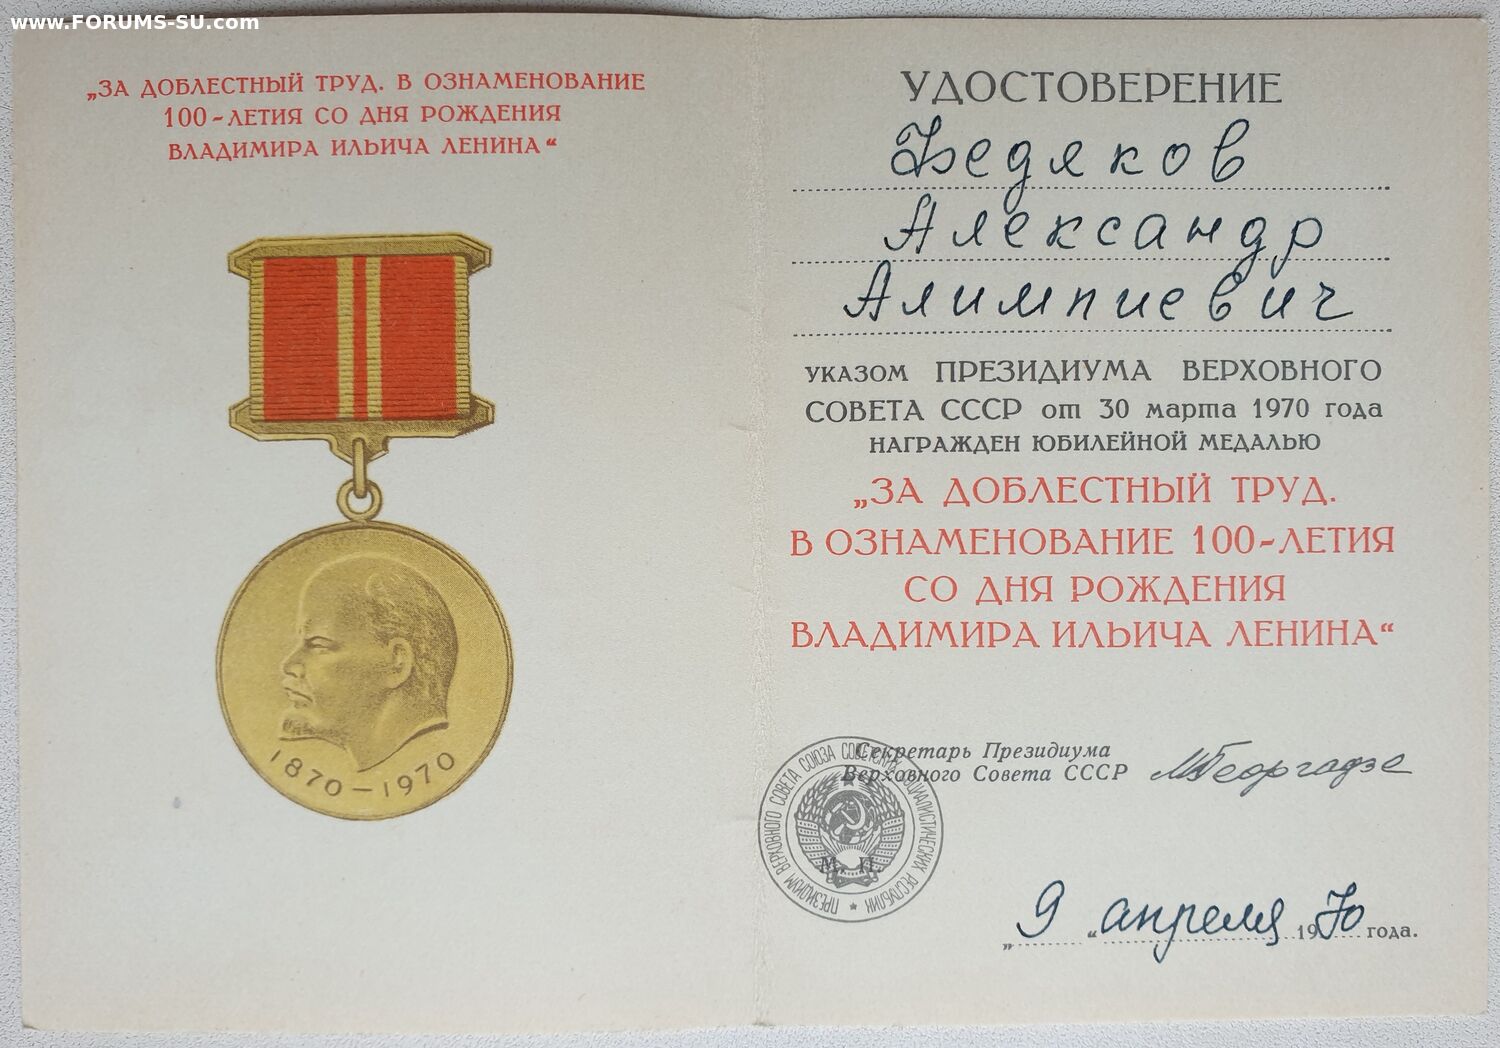 www.FORUMS-SU.com
„ЗА ДОБЛЕСТНЫЙ ТРУД. В ОЗНАМЕНОВАНИЕ
100-ЛЕТИЯ СО ДНЯ РОЖДЕНИЯ
ВЛАДИМИРА ИЛЬИЧА ЛЕНИНА“
1870-1970
УДОСТОВЕРЕНИЕ
Бедяков
Александр
Алимпиевич
УКАЗОМ ПРЕЗИДИУМА ВЕРХОВНОГО
СОВЕТА СССР от 30 марта 1970 года
НАГРАЖДЕН ЮБИЛЕЙНОЙ МЕДАЛЬЮ
„ЗА ДОБЛЕСТНЫЙ ТРУД.
В ОЗНАМЕНОВАНИЕ 100-ЛЕТИЯ
СО ДНЯ РОЖДЕНИЯ
ВЛАДИМИРА ИЛЬИЧА ЛЕНИНА“
Секретарь Президиума
Верховного Совета СССР
МГеоргадзе
ПРЕЗИДИУМ ВЕРХОВНОГО СОВЕТА СОЮЗА СОВЕТСКИХ СОЦИАЛИСТИЧЕСКИХ РЕСПУБЛИК
М. П.
„9“ апреля 1970 года.